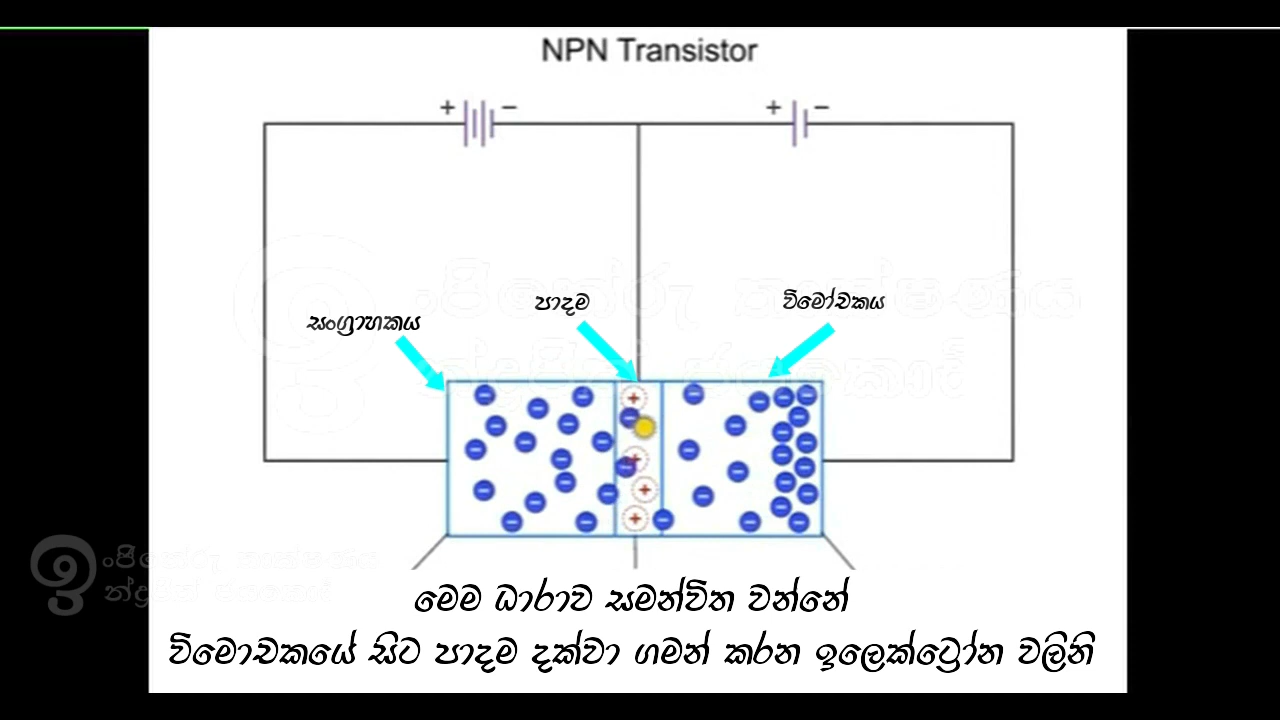 NPN Transistor
+ − + −
පාදම
විමෝචකය
සංග්‍රාහකය
මෙම ධාරාව සමන්විත වන්නේ
විමොචකයේ සිට පාදම දක්වා ගමන් කරන ඉලෙක්ට්‍රෝන වලිනි